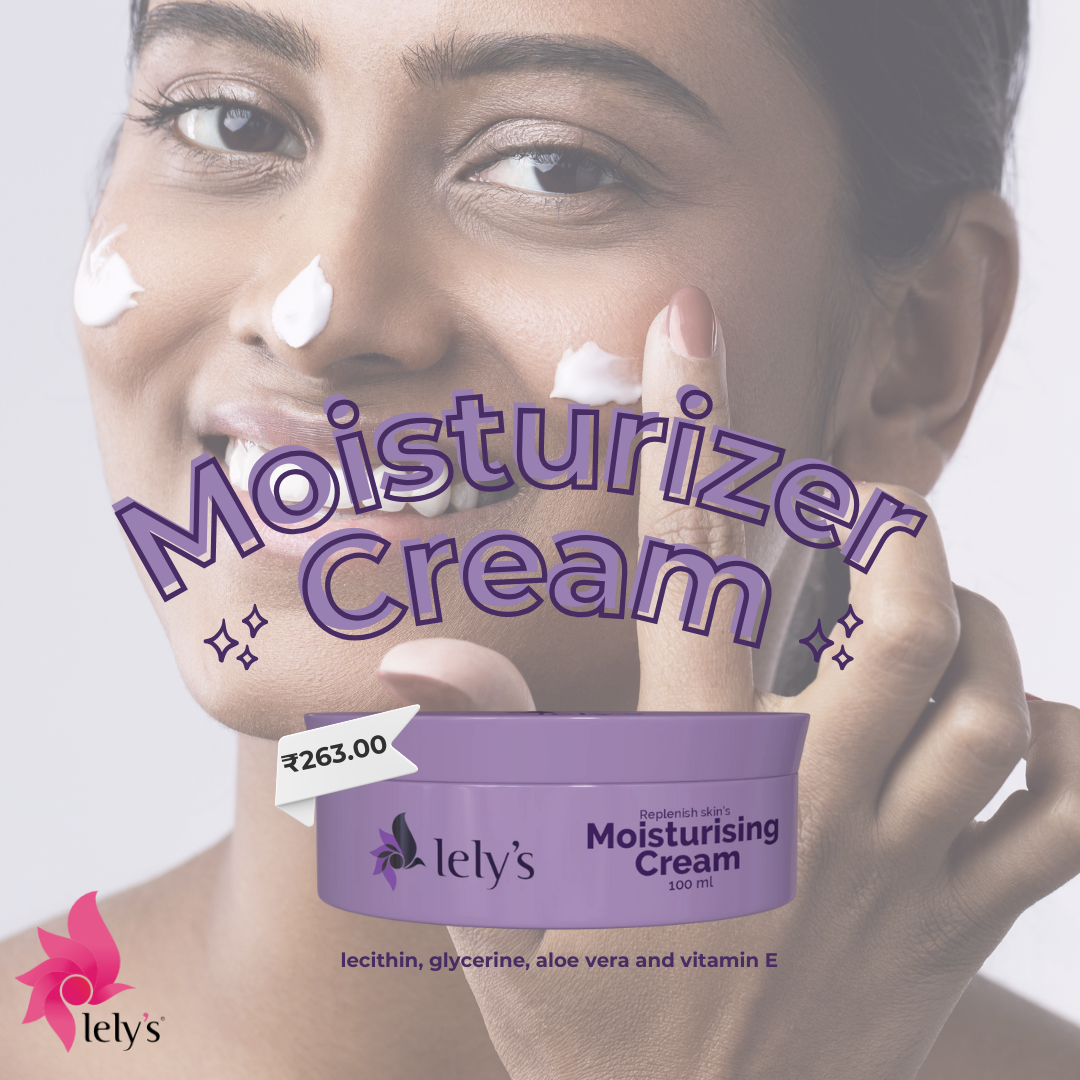 Moisturizer
Cream
₹263.00
lely's
Replenish skin's
Moisturising
Cream
100 ml
lecithin, glycerine, aloe vera and vitamin E
lely's®